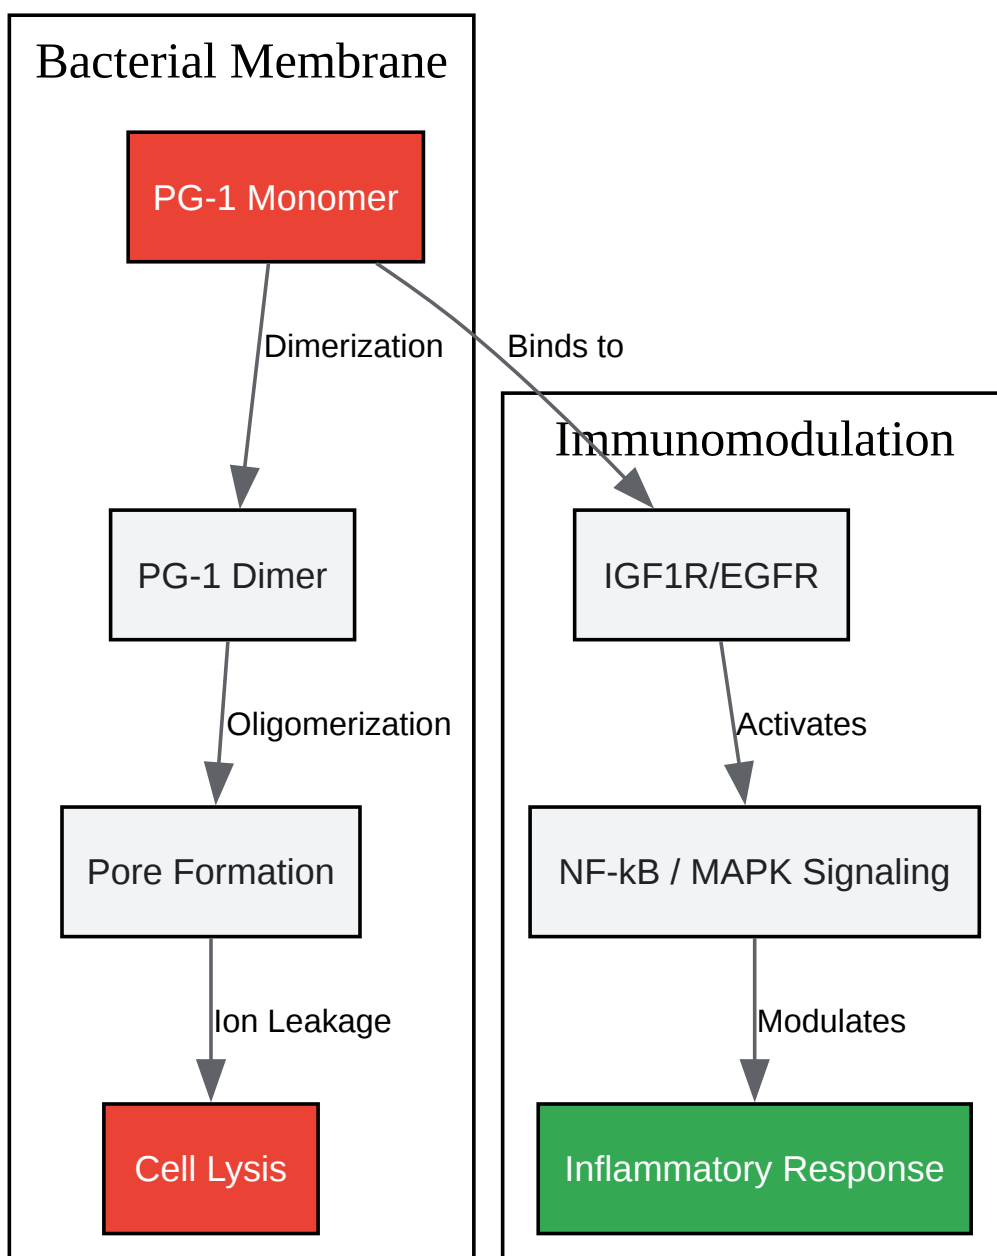 Bacterial Membrane
PG-1 Monomer
Dimerization
Binds to
Immunomodulation
PG-1 Dimer
IGF1R/EGFR
Oligomerization
Activates
Pore Formation
NF-kB / MAPK Signaling
Ion Leakage
Modulates
Cell Lysis
Inflammatory Response